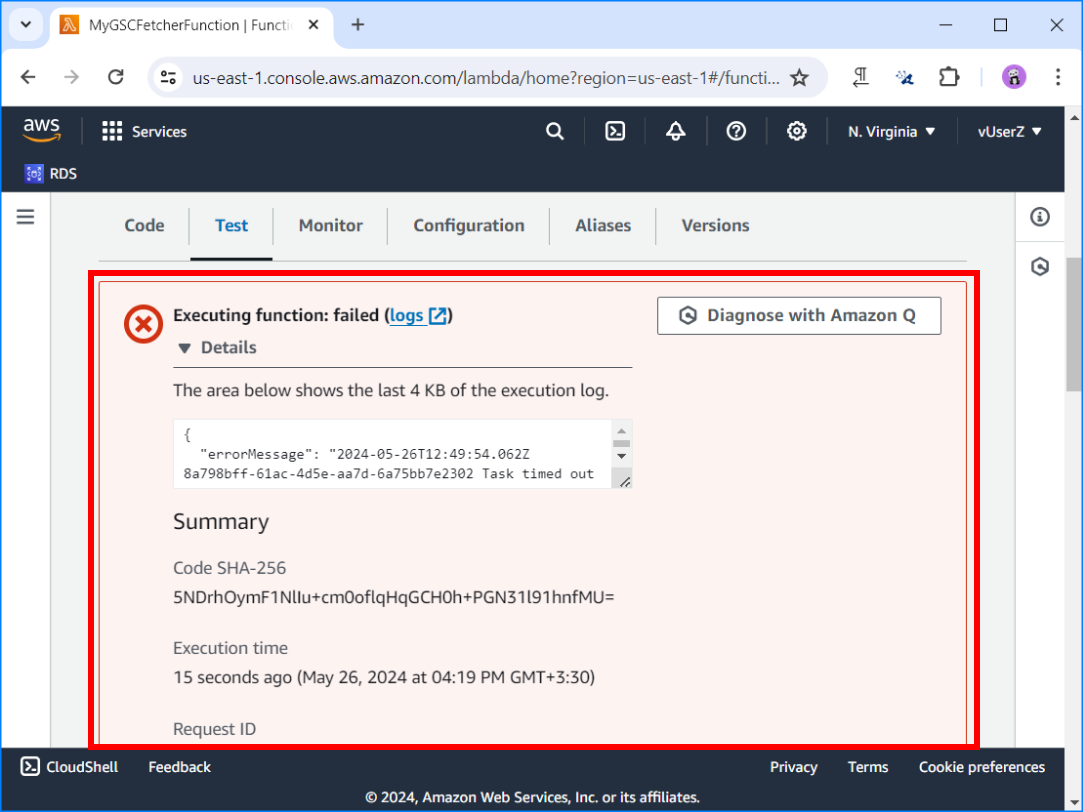 MyGSCFetcherFunction | Functi
us-east-1.console.aws.amazon.com/lambda/home?region=us-east-1#/functi...
aws
Services
N. Virginia
vUserZ
RDS
Code
Test
Monitor
Configuration
Aliases
Versions
Executing function: failed (logs)
Diagnose with Amazon Q
Details
The area below shows the last 4 KB of the execution log.
{
"errorMessage": "2024-05-26T12:49:54.062Z
8a798bff-61ac-4d5e-aa7d-6a75bb7e2302 Task timed out
Summary
Code SHA-256
5NDrhOymF1NlIu+cm0oflqHqGCH0h+PGN31l91hnfMU=
Execution time
15 seconds ago (May 26, 2024 at 04:19 PM GMT+3:30)
Request ID
CloudShell
Feedback
Privacy
Terms
Cookie preferences
© 2024, Amazon Web Services, Inc. or its affiliates.